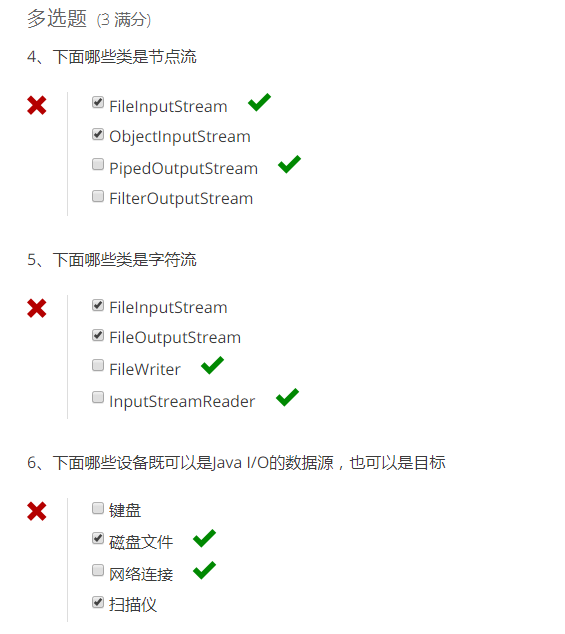 多选题 (3 满分)
4、下面哪些类是节点流
FileInputStream
ObjectInputStream
PipedOutputStream
FilterOutputStream
5、下面哪些类是字符流
FileInputStream
FileOutputStream
FileWriter
InputStreamReader
6、下面哪些设备既可以是Java I/O的数据源，也可以是目标
键盘
磁盘文件
网络连接
扫描仪